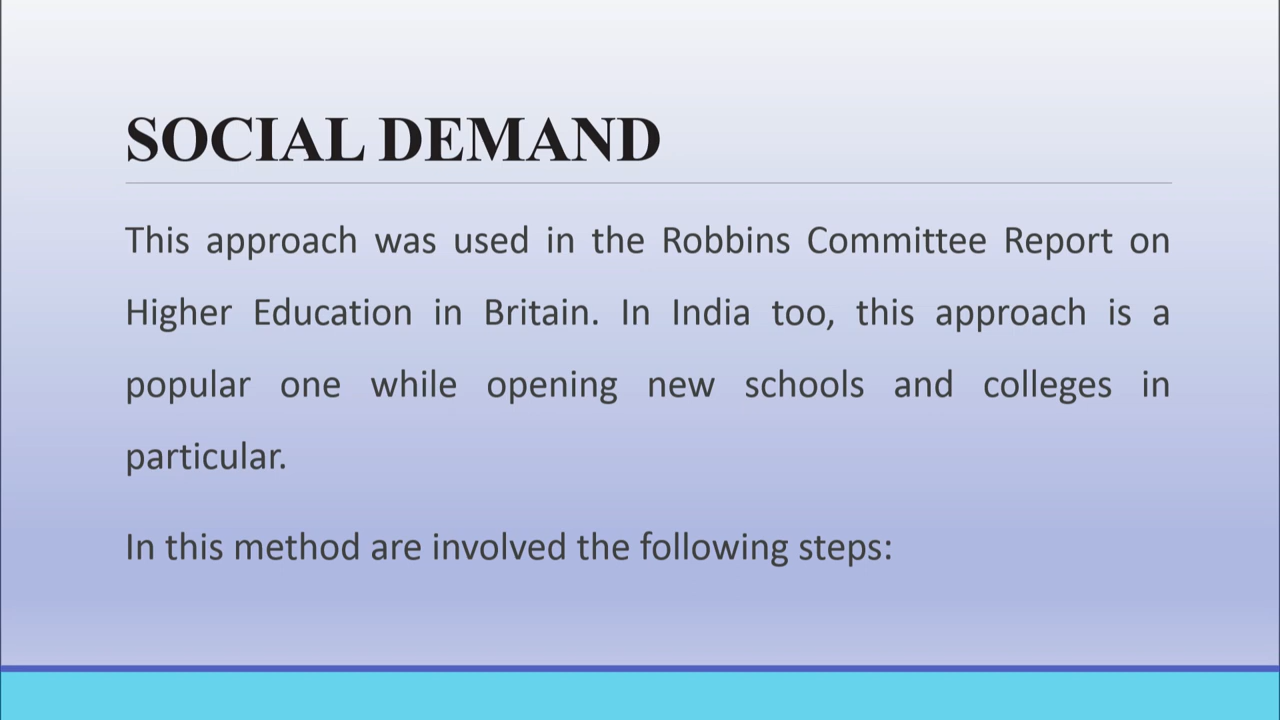 SOCIAL DEMAND
This approach was used in the Robbins Committee Report on
Higher Education in Britain. In India too, this approach is a
popular one while opening new schools and colleges in
particular.
In this method are involved the following steps: